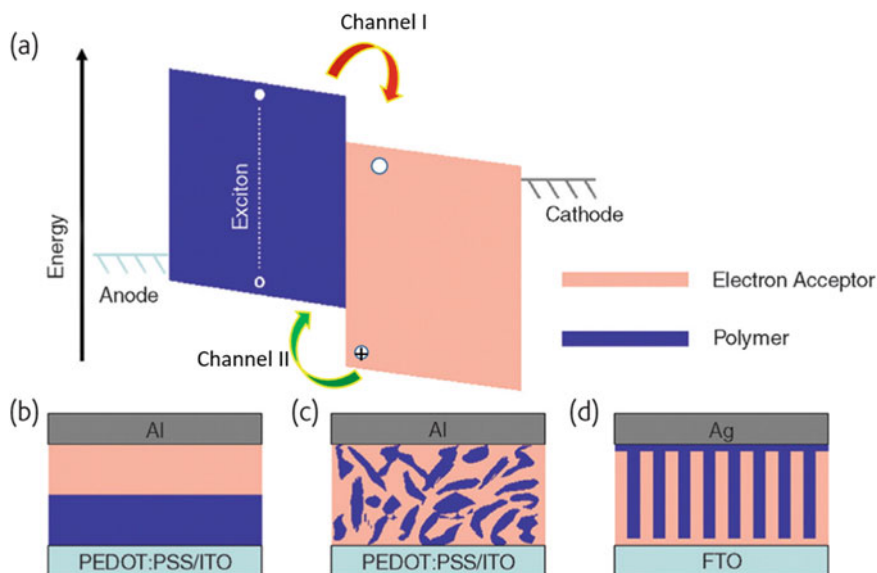 (a)
Channel I
Energy
Exciton
Anode
Cathode
Channel II
Electron Acceptor
Polymer
(b)
Al
PEDOT:PSS/ITO
(c)
Al
PEDOT:PSS/ITO
(d)
Ag
FTO